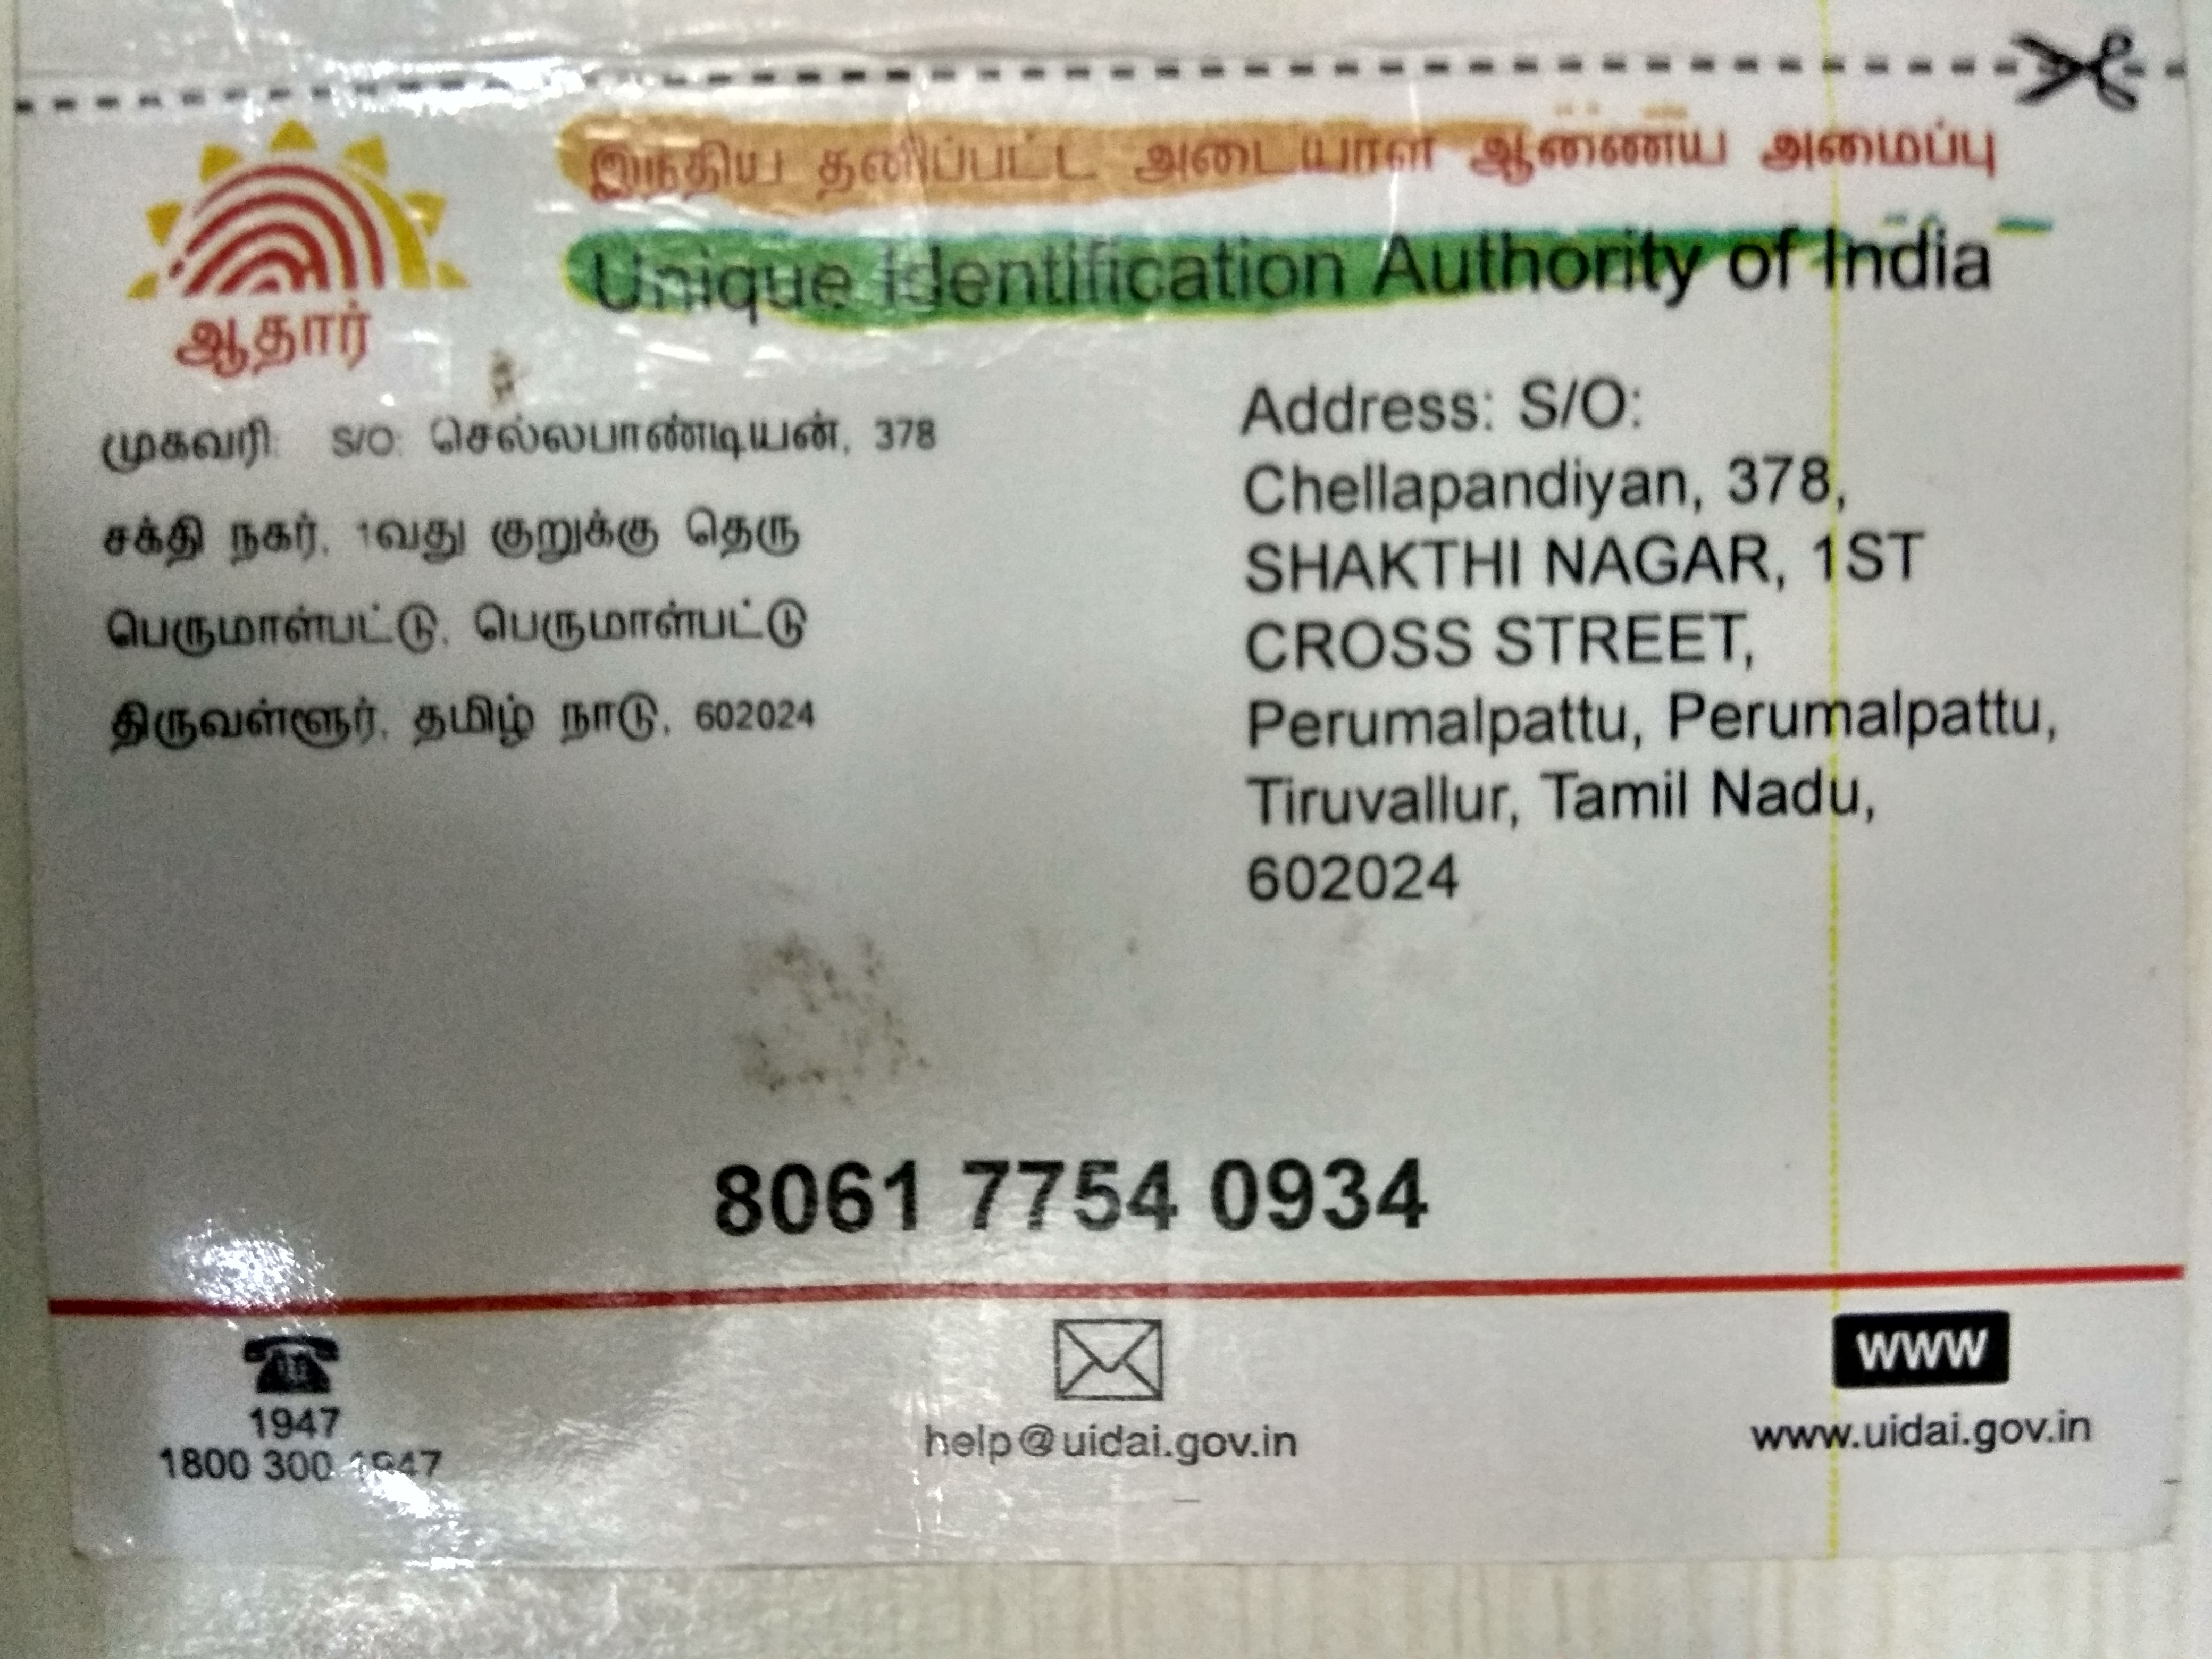 இந்திய தனிப்பட்ட அடையாள ஆணைய அமைப்பு
Unique Identification Authority of India
ஆதார்
முகவரி: S/O: செல்லபாண்டியன், 378
சக்தி நகர், 1வது குறுக்கு தெரு
பெருமாள்பட்டு, பெருமாள்பட்டு
திருவள்ளூர், தமிழ் நாடு, 602024
Address: S/O:
Chellapandiyan, 378,
SHAKTHI NAGAR, 1ST
CROSS STREET,
Perumalpattu, Perumalpattu,
Tiruvallur, Tamil Nadu,
602024
8061 7754 0934
1947
1800 300 1947
help@uidai.gov.in
www
www.uidai.gov.in